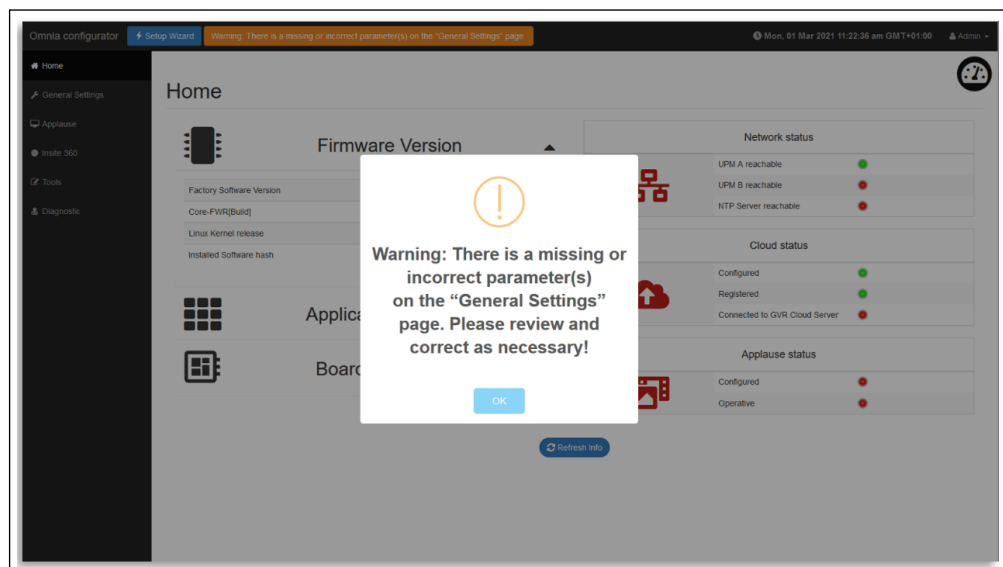 Omnia configurator
Setup Wizard
Warning: There is a missing or incorrect parameter(s) on the "General Settings" page.
Mon, 01 Mar 2021 11:22:36 am GMT+01:00
Admin
Home
General Settings
Applause
Insite 360
Tools
Diagnostic
Home
Firmware Version
Factory Software Version
Core-FWR[Build]
Linux Kernel release
Installed Software hash
Applica
Board
Warning: There is a missing or
incorrect parameter(s)
on the “General Settings”
page. Please review and
correct as necessary!
OK
Network status
UPM A reachable
UPM B reachable
NTP Server reachable
Cloud status
Configured
Registered
Connected to GVR Cloud Server
Applause status
Configured
Operative
Refresh Info